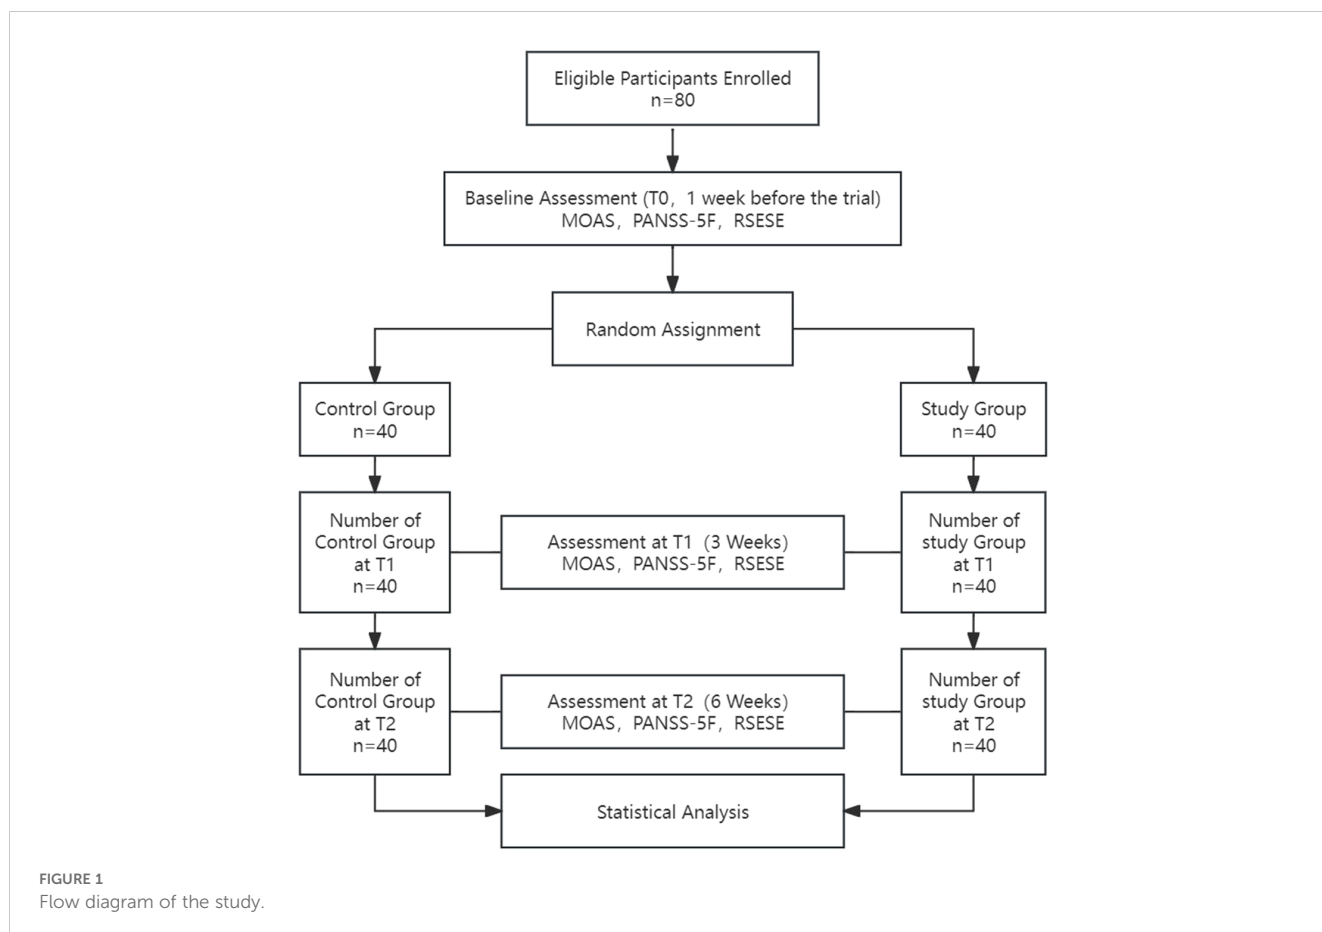 Eligible Participants Enrolled
n=80
Baseline Assessment (T0，1 week before the trial)
MOAS，PANSS-5F，RSESE
Random Assignment
Control Group
n=40
Study Group
n=40
Number of
Control Group
at T1
n=40
Assessment at T1（3 Weeks）
MOAS，PANSS-5F，RSESE
Number of
study Group
at T1
n=40
Number of
Control Group
at T2
n=40
Assessment at T2（6 Weeks）
MOAS，PANSS-5F，RSESE
Number of
study Group
at T2
n=40
Statistical Analysis
FIGURE 1
Flow diagram of the study.